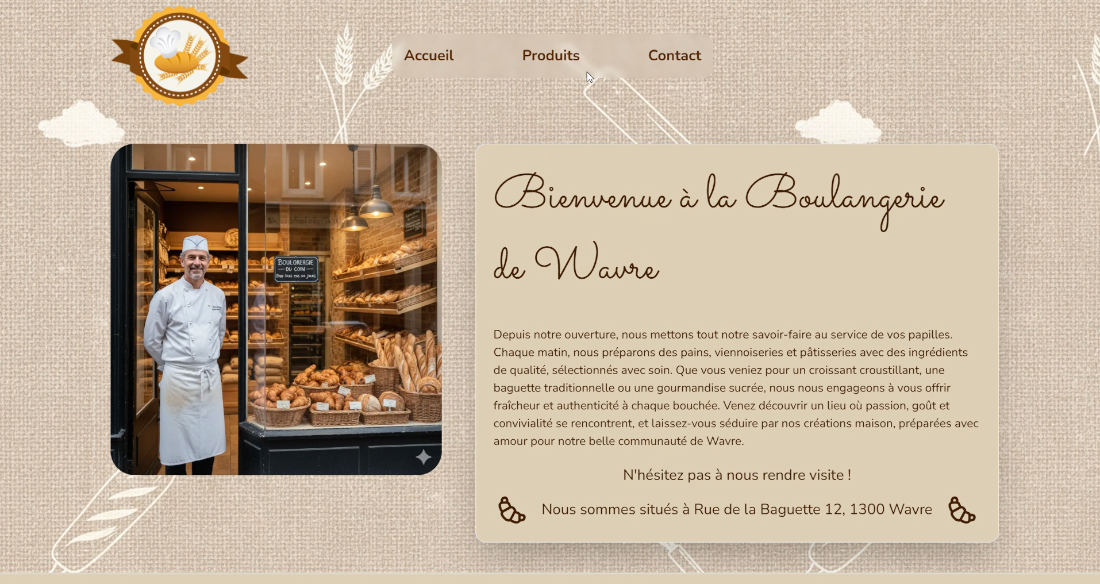 Accueil Produits Contact
BOULORERGIE
DU COIN
Bienvenue à la Boulangerie
de Wavre
Depuis notre ouverture, nous mettons tout notre savoir-faire au service de vos papilles.
Chaque matin, nous préparons des pains, viennoiseries et pâtisseries avec des ingrédients
de qualité, sélectionnés avec soin. Que vous veniez pour un croissant croustillant, une
baguette traditionnelle ou une gourmandise sucrée, nous nous engageons à vous offrir
fraîcheur et authenticité à chaque bouchée. Venez découvrir un lieu où passion, goût et
convivialité se rencontrent, et laissez-vous séduire par nos créations maison, préparées avec
amour pour notre belle communauté de Wavre.
N'hésitez pas à nous rendre visite !
Nous sommes situés à Rue de la Baguette 12, 1300 Wavre